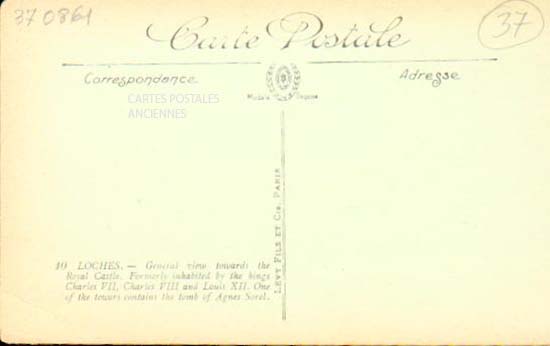 37 0861
37
Carte Postale
Correspondance
Adresse
CARTES POSTALES
ANCIENNES
LEVY FILS ET Cie, PARIS
10 LOCHES. — General view towards the
Royal Castle. Formerly inhabited by the kings
Charles VII, Charles VIII and Louis XII. One
of the towers contains the tomb of Agnes Sorel.